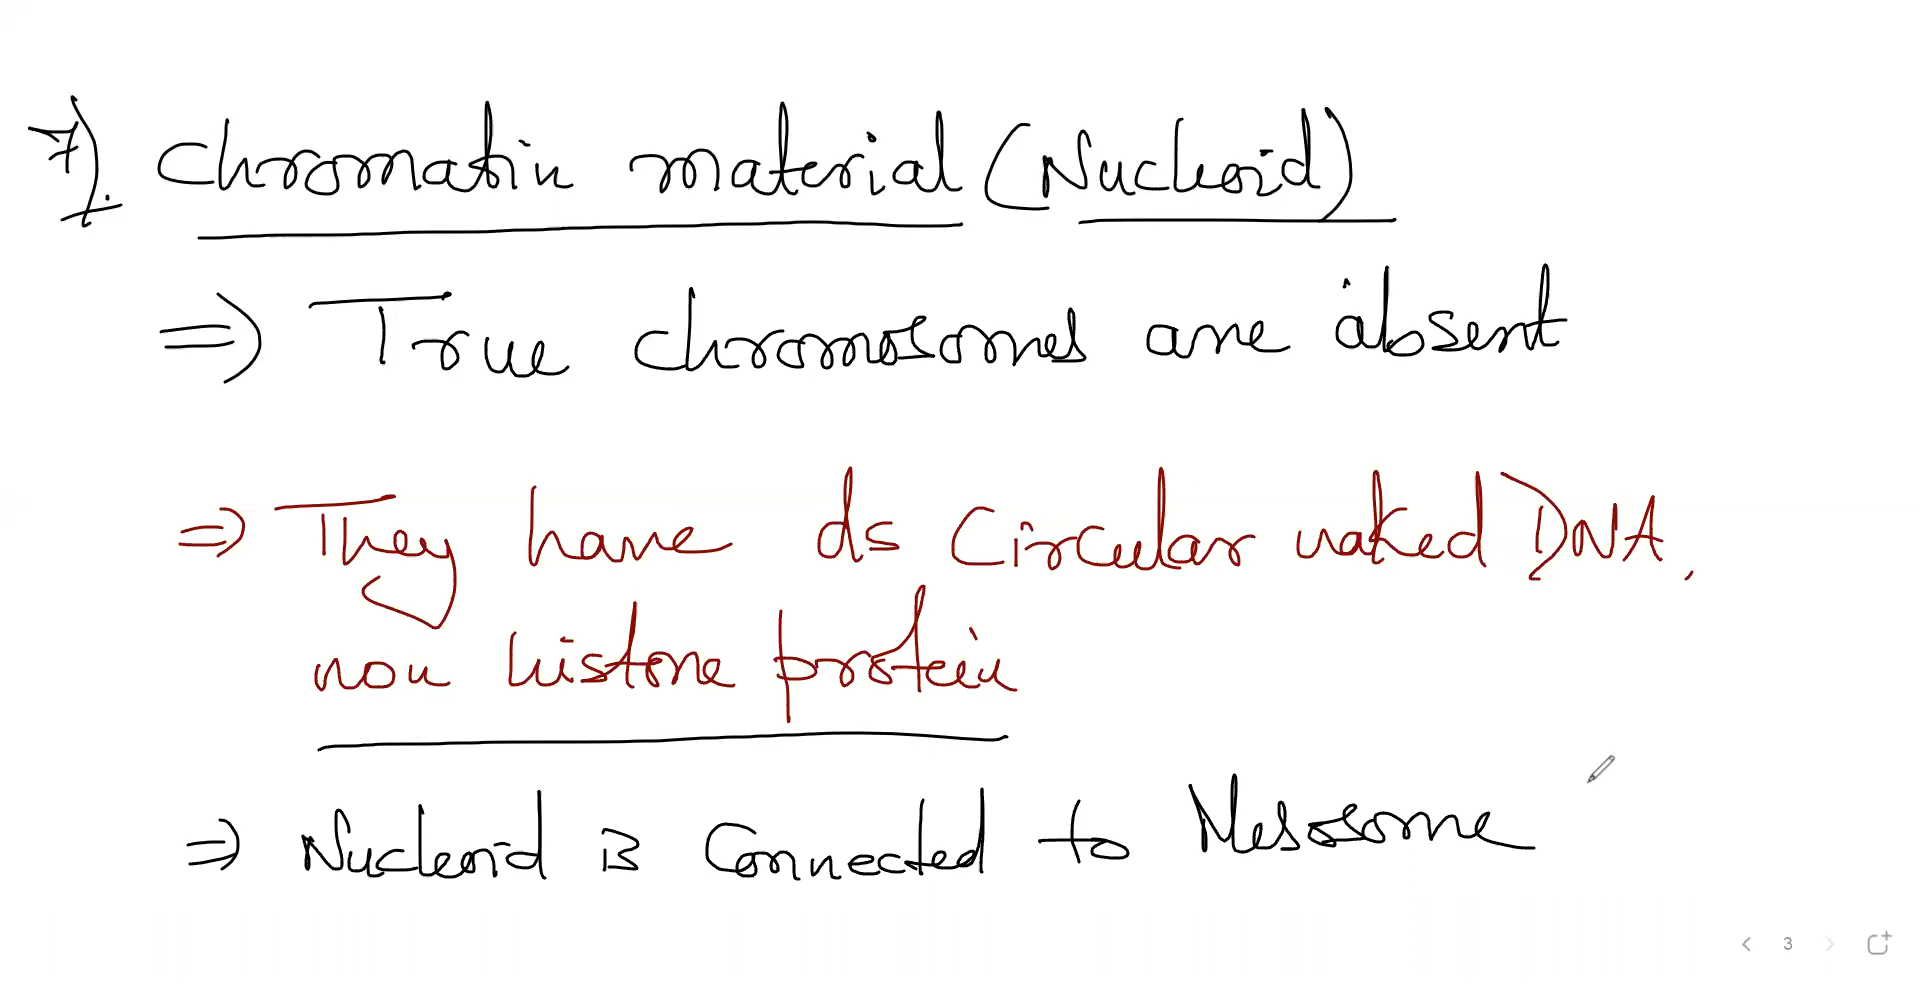 7). Chromatin material (Nucleoid)
⇒ True chromosomes are absent
⇒ They have ds Circular naked DNA,
non histone protein
⇒ Nucleoid is Connected to Mesosome
3